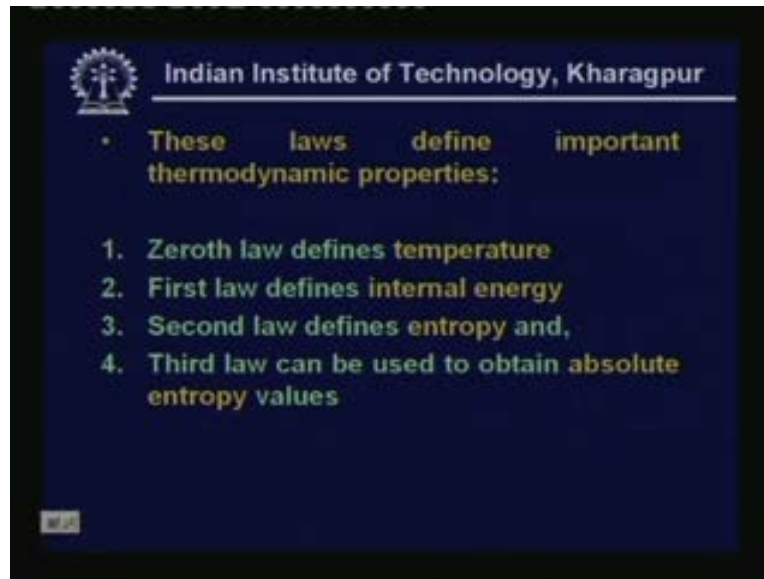 Indian Institute of Technology, Kharagpur
• These laws define important
thermodynamic properties:
1. Zeroth law defines temperature
2. First law defines internal energy
3. Second law defines entropy and,
4. Third law can be used to obtain absolute
entropy values